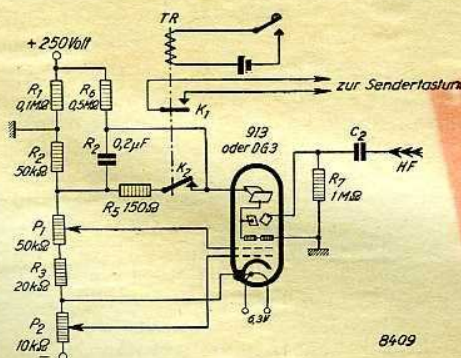 TR
+250Volt
R1
0,1MΩ
R6
0,5MΩ
K1
zur Sendertastung
R2
50kΩ
R2
0,2µF
K2
913
oder DG3
C2
HF
R5 150Ω
R7
1MΩ
P1
50kΩ
R3
20kΩ
P2
10kΩ
6,3V
8409